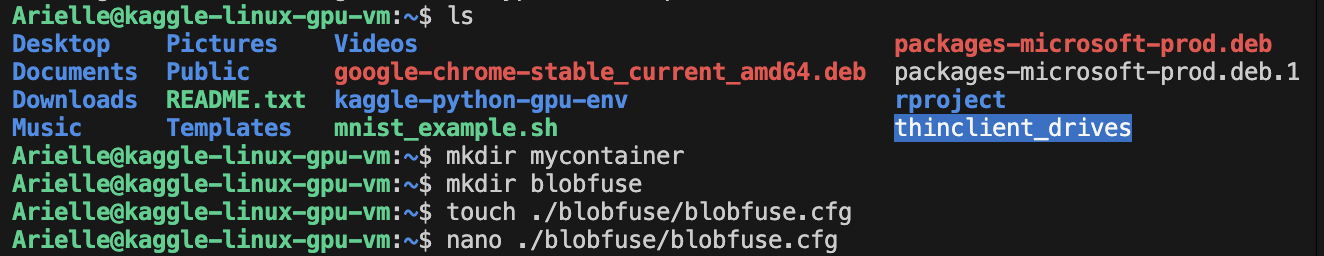 Arielle@kaggle-linux-gpu-vm:~$ ls
Desktop    Pictures   Videos                                packages-microsoft-prod.deb
Documents  Public     google-chrome-stable_current_amd64.deb  packages-microsoft-prod.deb.1
Downloads  README.txt  kaggle-python-gpu-env                rproject
Music      Templates  mnist_example.sh                      thinclient_drives
Arielle@kaggle-linux-gpu-vm:~$ mkdir mycontainer
Arielle@kaggle-linux-gpu-vm:~$ mkdir blobfuse
Arielle@kaggle-linux-gpu-vm:~$ touch ./blobfuse/blobfuse.cfg
Arielle@kaggle-linux-gpu-vm:~$ nano ./blobfuse/blobfuse.cfg